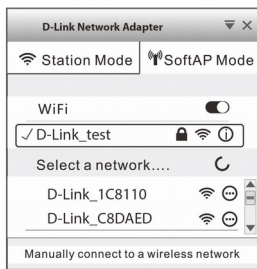 D-Link Network Adapter
Station Mode SoftAP Mode
WiFi
D-Link_test
Select a network....
D-Link_1C8110
D-Link_C8DAED
Manually connect to a wireless network